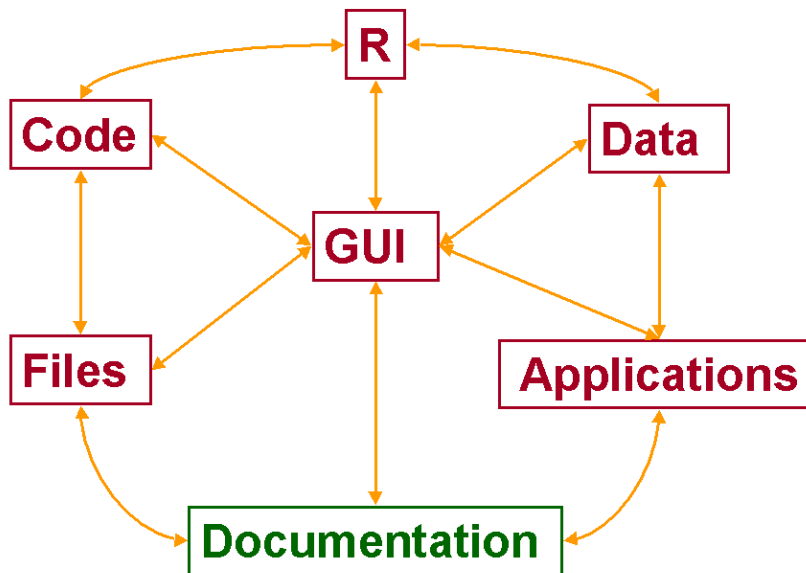 R
Code
Data
GUI
Files
Applications
Documentation